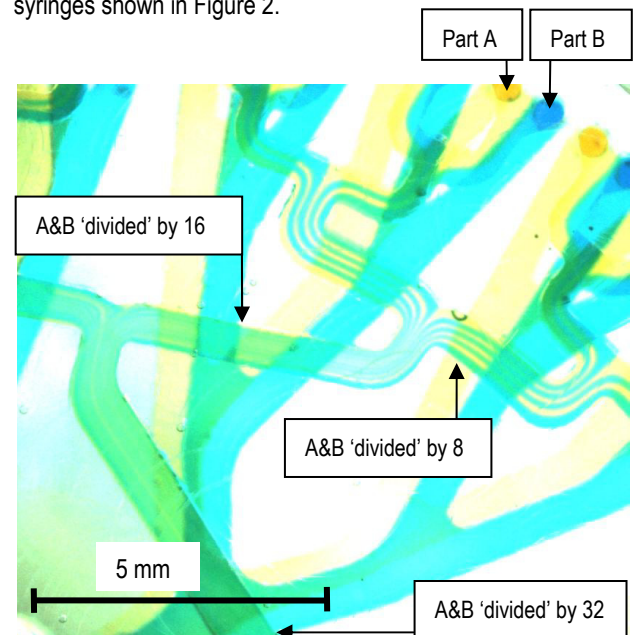 syringes shown in Figure 2.
Part A
Part B
A&B ‘divided’ by 16
A&B ‘divided’ by 8
5 mm
A&B ‘divided’ by 32